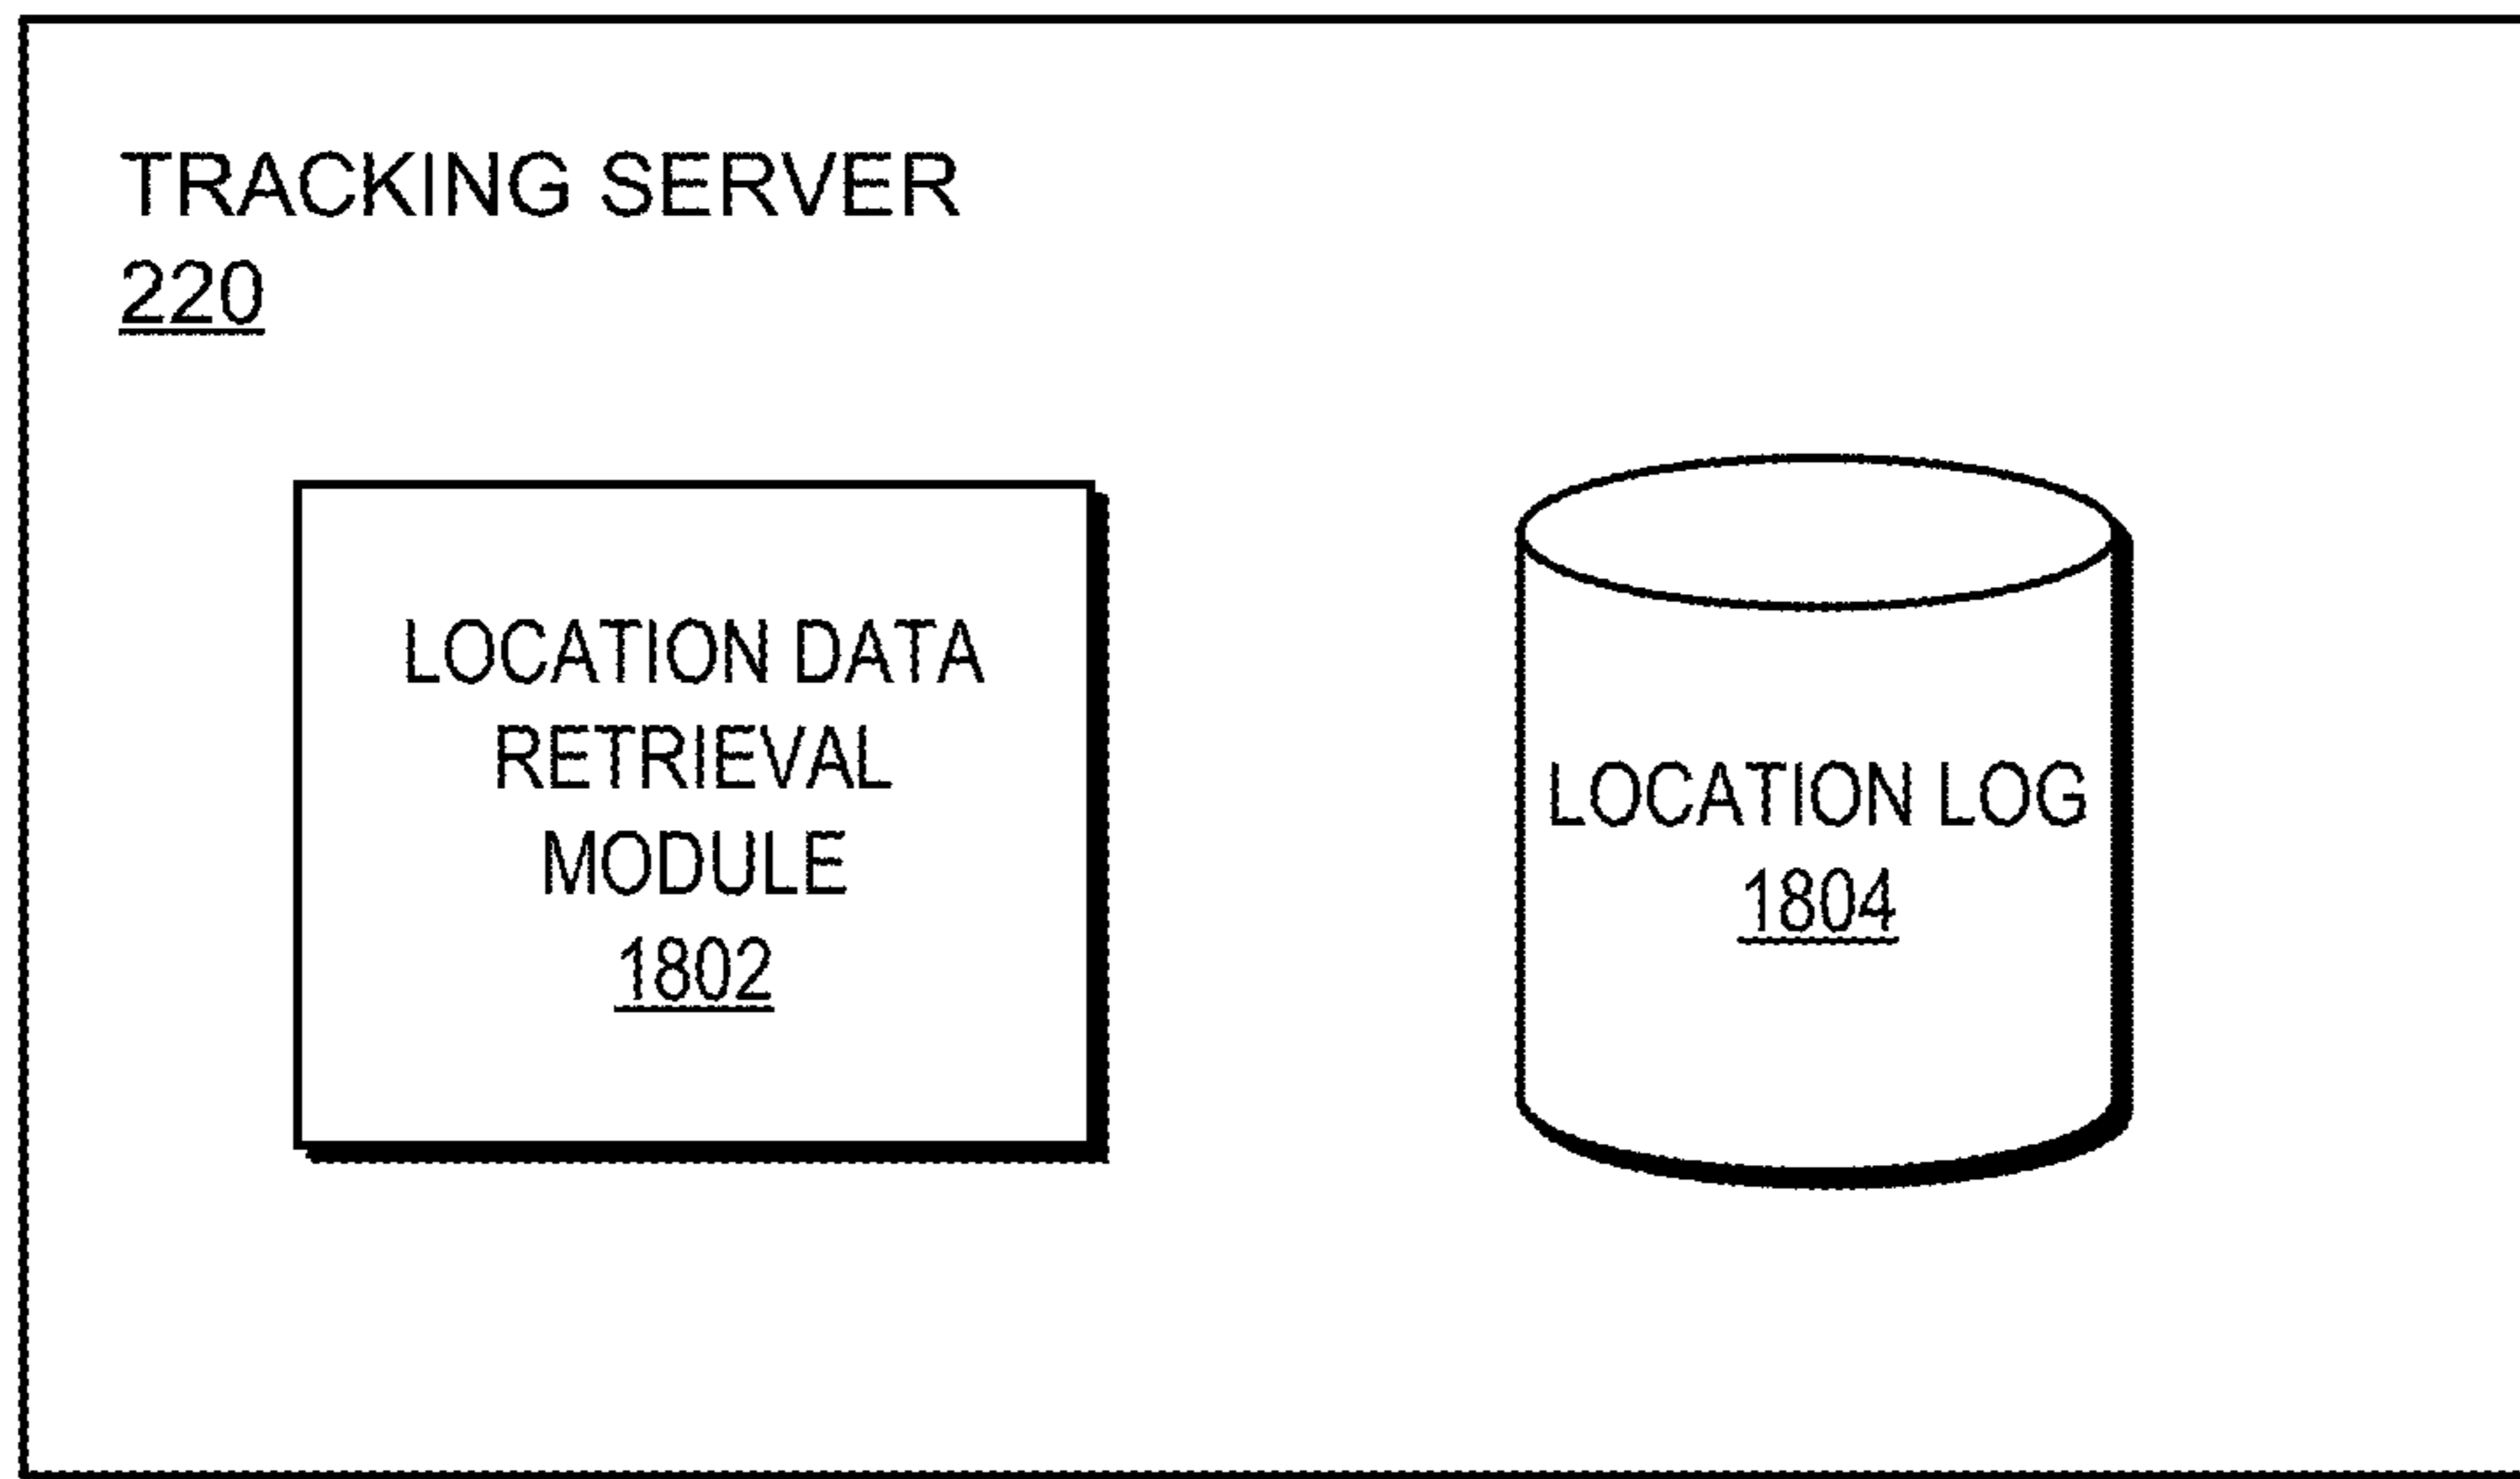 TRACKING SERVER
220
LOCATION DATA
RETRIEVAL
MODULE
1802
LOCATION LOG
1804